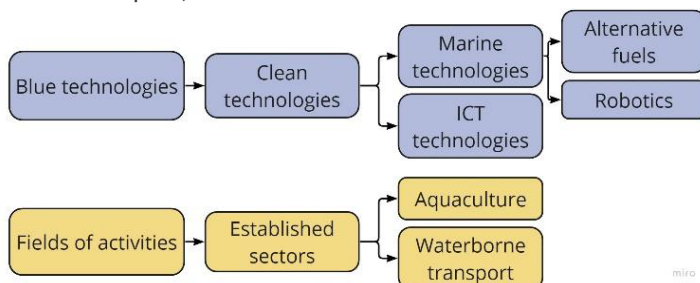 Blue technologies
Clean
technologies
Marine
technologies
Alternative
fuels
Robotics
ICT
technologies
Fields of activities
Established
sectors
Aquaculture
Waterborne
transport
miro